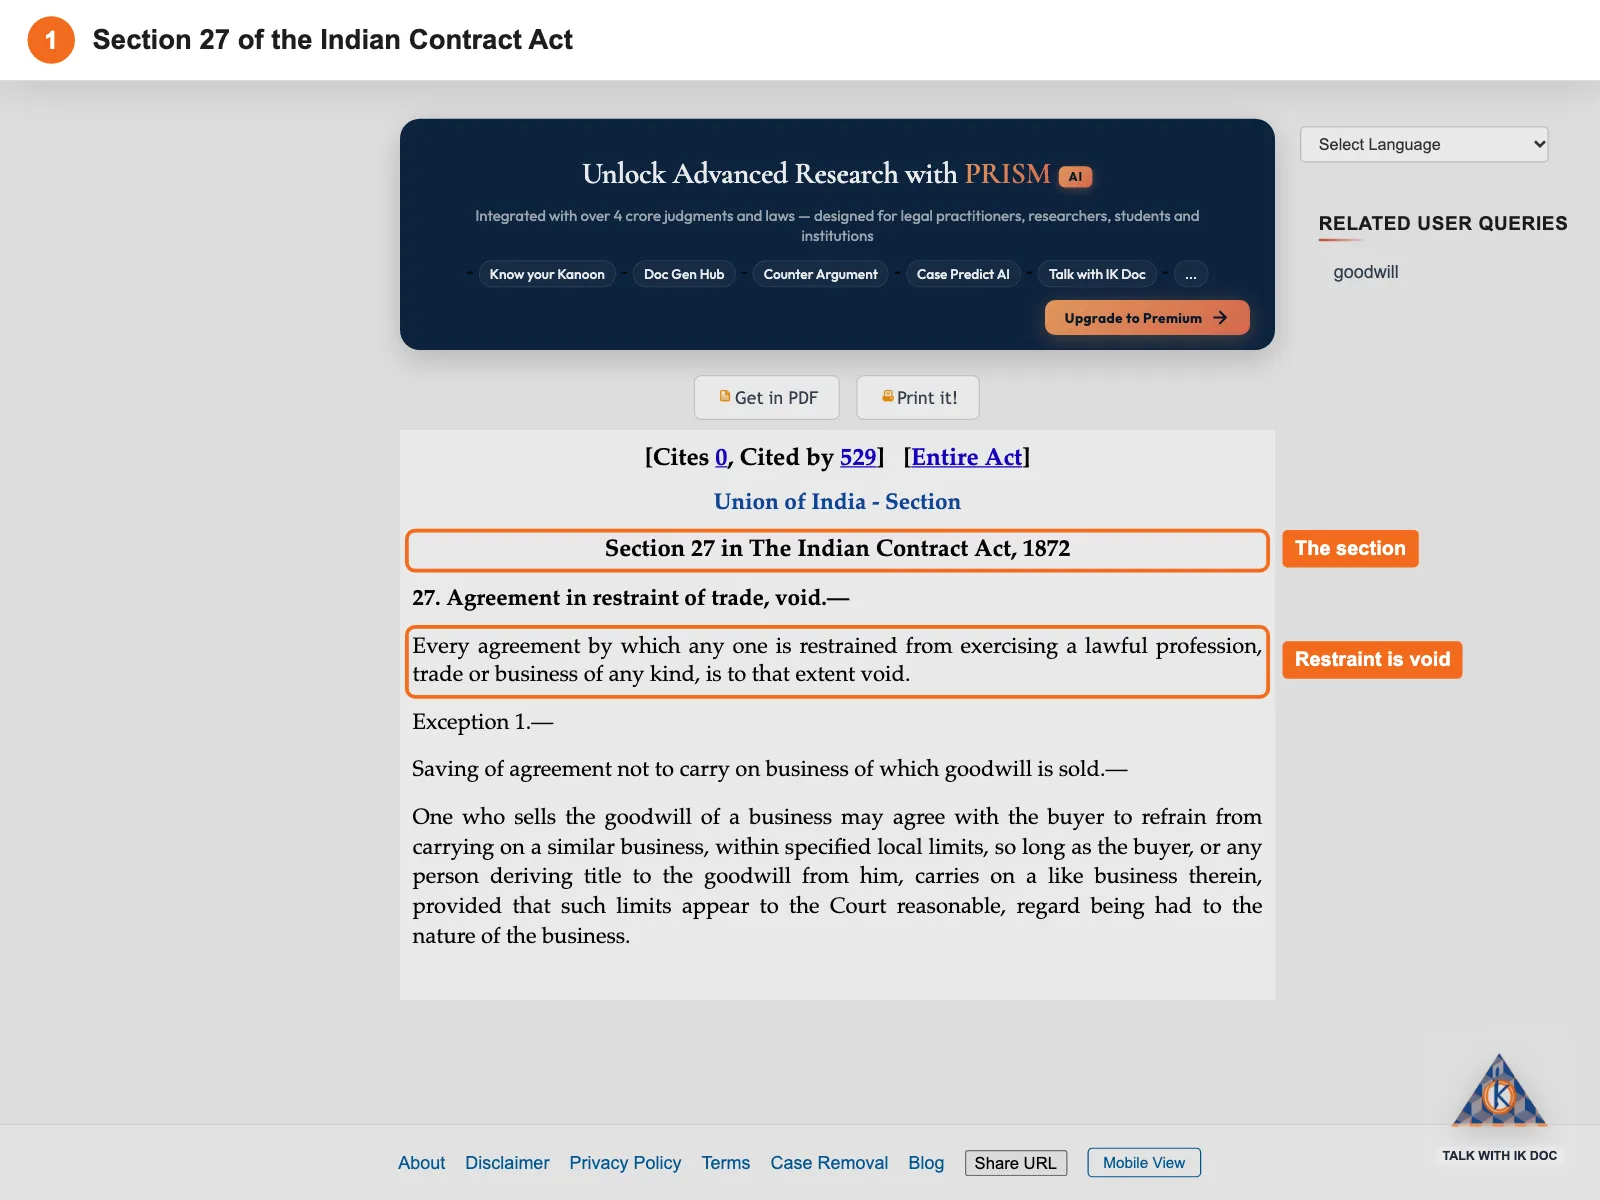 1 Section 27 of the Indian Contract Act
Unlock Advanced Research with PRISM AI
Integrated with over 4 crore judgments and laws — designed for legal practitioners, researchers, students and
institutions
- Know your Kanoon - Doc Gen Hub - Counter Argument - Case Predict AI - Talk with IK Doc - ...
Upgrade to Premium →
Select Language
RELATED USER QUERIES
goodwill
Get in PDF Print it!
[Cites 0, Cited by 529] [Entire Act]
Union of India - Section
Section 27 in The Indian Contract Act, 1872
The section
27. Agreement in restraint of trade, void.—
Every agreement by which any one is restrained from exercising a lawful profession,
trade or business of any kind, is to that extent void.
Restraint is void
Exception 1.—
Saving of agreement not to carry on business of which goodwill is sold.—
One who sells the goodwill of a business may agree with the buyer to refrain from
carrying on a similar business, within specified local limits, so long as the buyer, or any
person deriving title to the goodwill from him, carries on a like business therein,
provided that such limits appear to the Court reasonable, regard being had to the
nature of the business.
K
TALK WITH IK DOC
About Disclaimer Privacy Policy Terms Case Removal Blog Share URL Mobile View